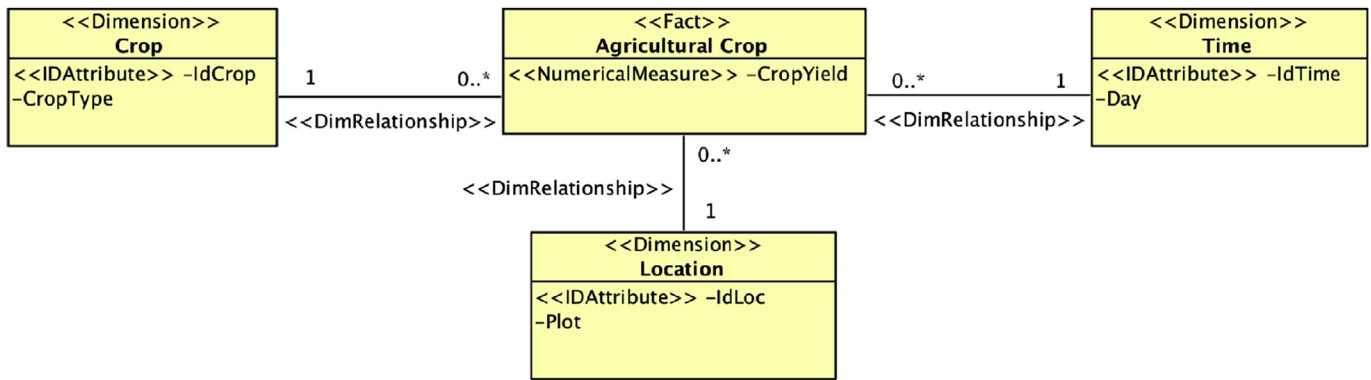 <<Dimension>>
Crop
<<IDAttribute>> -IdCrop
-CropType
1
0..*
<<DimRelationship>>
<<Fact>>
Agricultural Crop
<<NumericalMeasure>> -CropYield
0..*
1
<<DimRelationship>>
<<Dimension>>
Time
<<IDAttribute>> -IdTime
-Day
0..*
<<DimRelationship>>
1
<<Dimension>>
Location
<<IDAttribute>> -IdLoc
-Plot